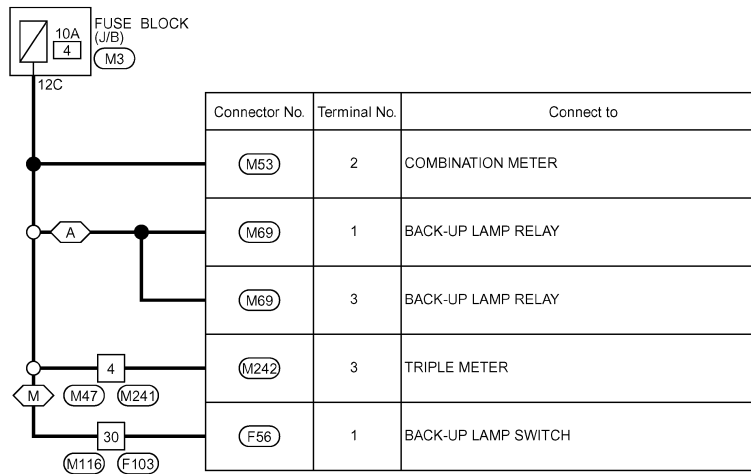 FUSE BLOCK
(J/B)
10A
4
M3
12C
Connector No. Terminal No. Connect to
M53 2 COMBINATION METER
A M69 1 BACK-UP LAMP RELAY
M69 3 BACK-UP LAMP RELAY
4 M242 3 TRIPLE METER
M M47 M241
30 F56 1 BACK-UP LAMP SWITCH
M116 F103